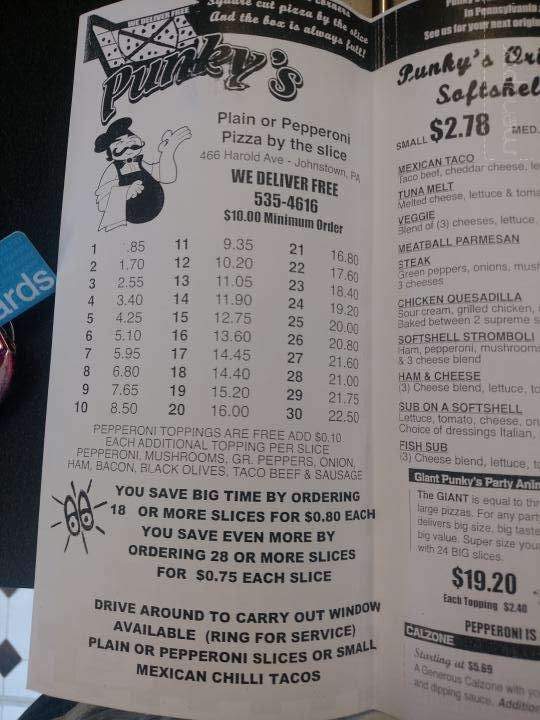 WE DELIVER FREE
Square cut pizza by the slice
And the box is always full!
Punky's
Plain or Pepperoni
Pizza by the slice
466 Harold Ave - Johnstown, PA
WE DELIVER FREE
535-4616
$10.00 Minimum Order
1 .85 11 9.35 21 16.80
2 1.70 12 10.20 22 17.60
3 2.55 13 11.05 23 18.40
4 3.40 14 11.90 24 19.20
5 4.25 15 12.75 25 20.00
6 5.10 16 13.60 26 20.80
7 5.95 17 14.45 27 21.60
8 6.80 18 14.40 28 21.00
9 7.65 19 15.20 29 21.75
10 8.50 20 16.00 30 22.50
PEPPERONI TOPPINGS ARE FREE ADD $0.10
EACH ADDITIONAL TOPPING PER SLICE
PEPPERONI, MUSHROOMS, GR. PEPPERS, ONION,
HAM, BACON, BLACK OLIVES, TACO BEEF & SAUSAGE
YOU SAVE BIG TIME BY ORDERING
18 OR MORE SLICES FOR $0.80 EACH
YOU SAVE EVEN MORE BY
ORDERING 28 OR MORE SLICES
FOR $0.75 EACH SLICE
DRIVE AROUND TO CARRY OUT WINDOW
AVAILABLE (RING FOR SERVICE)
PLAIN OR PEPPERONI SLICES OR SMALL
MEXICAN CHILLI TACOS
In Pennsylvania
See us for your next
Punky's
SMALL $2.78 MED.
MEXICAN TACO
Taco beef, cheddar cheese,
TUNA MELT
Melted cheese, lettuce &
VEGGIE
Blend of (3) cheeses, lettuce,
MEATBALL PARMESAN
STEAK
Green peppers, onions,
3 cheeses
CHICKEN QUESADILLA
Sour cream, grilled chicken,
Baked between 2 supreme
SOFTSHELL STROMBOLI
Ham, pepperoni, mushrooms
& 3 cheese blend
HAM & CHEESE
(3) Cheese blend, lettuce,
SUB ON A SOFTSHELL
Lettuce, tomato, cheese,
Choice of dressings Italian,
FISH SUB
(3) Cheese blend, lettuce,
Giant Punky's Party
The GIANT is equal to
large pizzas. For any
delivers big size, big
big value. Super size
with 24 BIG slices.
$19.20
Each Topping $2.40
PEPPERONI IS
CALZONE
Starting at $5.69
A Generous Calzone with
and dipping sauce.
ards